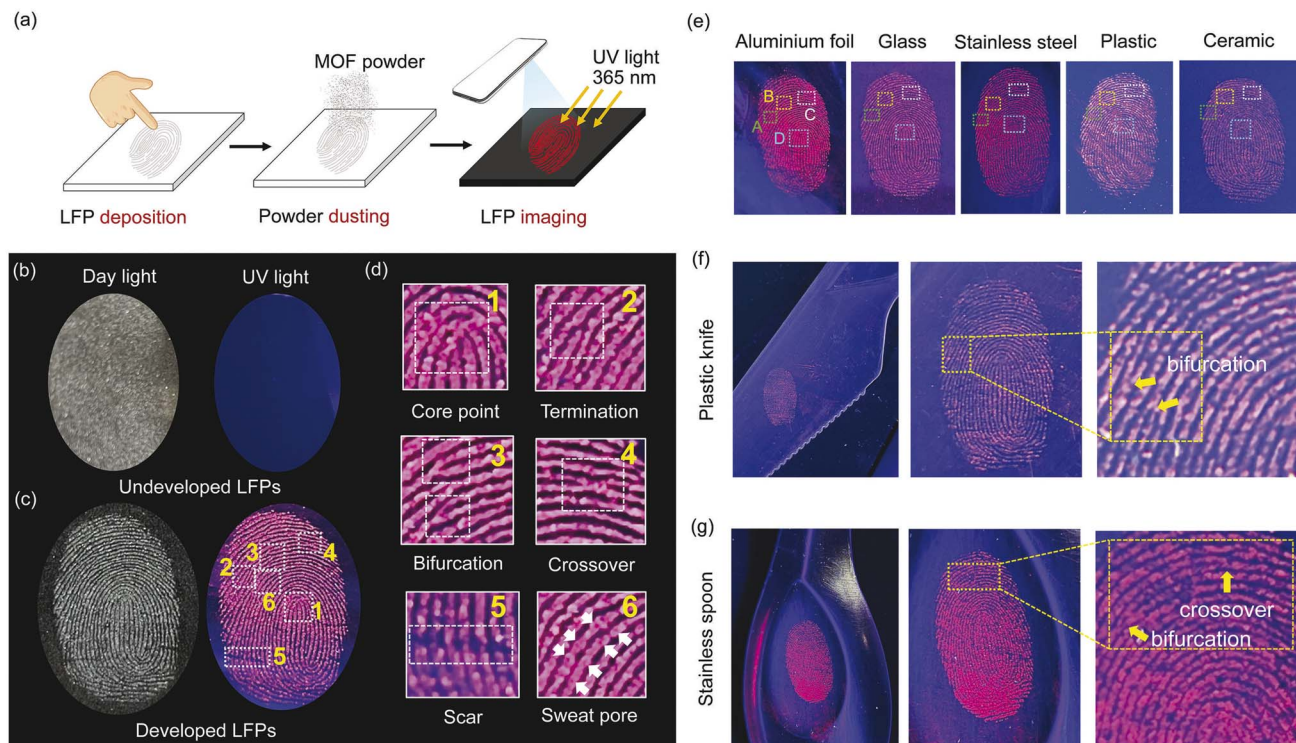 (a)
MOF powder
UV light
365 nm
LFP deposition
Powder dusting
LFP imaging
(b)
Day light
UV light
Undeveloped LFPs
(c)
2
3
4
6
1
5
Developed LFPs
(d)
1
Core point
2
Termination
3
Bifurcation
4
Crossover
5
Scar
6
Sweat pore
(e)
Aluminium foil
Glass
Stainless steel
Plastic
Ceramic
B
C
A
D
(f)
Plastic knife
bifurcation
(g)
Stainless spoon
crossover
bifurcation